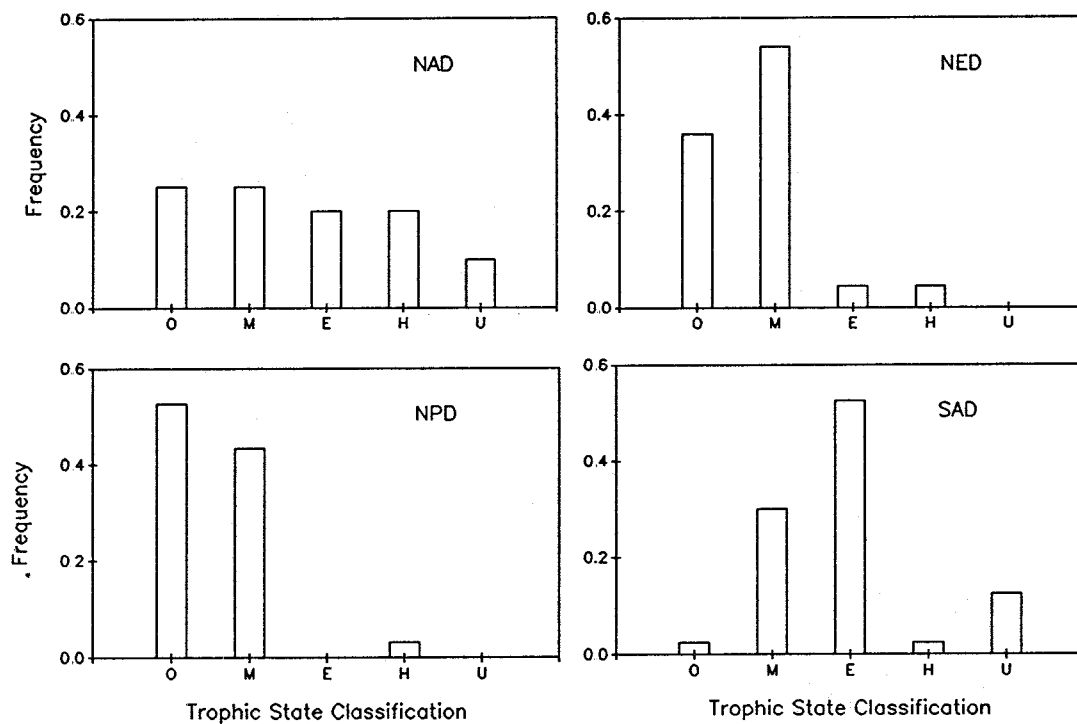 0.6
NAD
0.4
Frequency
0.2
0.0
O M E H U
0.6
NED
0.4
0.2
0.0
O M E H U
0.6
NPD
0.4
Frequency
0.2
0.0
O M E H U
Trophic State Classification
0.6
SAD
0.4
0.2
0.0
O M E H U
Trophic State Classification